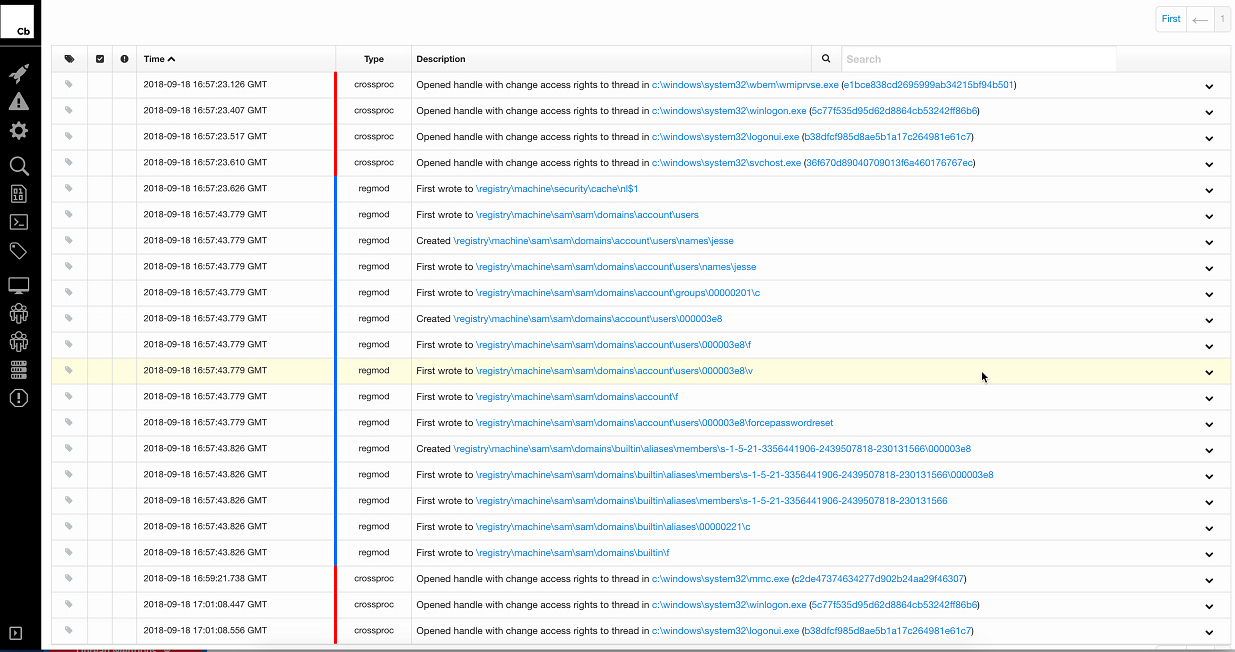 First 1
Cb
Time Type Description Search
2018-09-18 16:57:23.126 GMT crossproc Opened handle with change access rights to thread in c:\windows\system32\wbem\wmiprvse.exe (e1bce838cd2695999ab34215bf94b501)
2018-09-18 16:57:23.407 GMT crossproc Opened handle with change access rights to thread in c:\windows\system32\winlogon.exe (5c77f535d95d62d8864cb53242ff86b6)
2018-09-18 16:57:23.517 GMT crossproc Opened handle with change access rights to thread in c:\windows\system32\logonui.exe (b38dfcf985d8ae5b1a17c264981e61c7)
2018-09-18 16:57:23.610 GMT crossproc Opened handle with change access rights to thread in c:\windows\system32\svchost.exe (36f670d89040709013f6a460176767ec)
2018-09-18 16:57:23.626 GMT regmod First wrote to \registry\machine\security\cache\nl$1
2018-09-18 16:57:43.779 GMT regmod First wrote to \registry\machine\sam\sam\domains\account\users
2018-09-18 16:57:43.779 GMT regmod Created \registry\machine\sam\sam\domains\account\users\names\jesse
2018-09-18 16:57:43.779 GMT regmod First wrote to \registry\machine\sam\sam\domains\account\users\names\jesse
2018-09-18 16:57:43.779 GMT regmod First wrote to \registry\machine\sam\sam\domains\account\groups\00000201\c
2018-09-18 16:57:43.779 GMT regmod Created \registry\machine\sam\sam\domains\account\users\000003e8
2018-09-18 16:57:43.779 GMT regmod First wrote to \registry\machine\sam\sam\domains\account\users\000003e8\f
2018-09-18 16:57:43.779 GMT regmod First wrote to \registry\machine\sam\sam\domains\account\users\000003e8\v
2018-09-18 16:57:43.779 GMT regmod First wrote to \registry\machine\sam\sam\domains\account\f
2018-09-18 16:57:43.779 GMT regmod First wrote to \registry\machine\sam\sam\domains\account\users\000003e8\forcepasswordreset
2018-09-18 16:57:43.826 GMT regmod Created \registry\machine\sam\sam\domains\builtin\aliases\members\s-1-5-21-3356441906-2439507818-230131566\000003e8
2018-09-18 16:57:43.826 GMT regmod First wrote to \registry\machine\sam\sam\domains\builtin\aliases\members\s-1-5-21-3356441906-2439507818-230131566\000003e8
2018-09-18 16:57:43.826 GMT regmod First wrote to \registry\machine\sam\sam\domains\builtin\aliases\members\s-1-5-21-3356441906-2439507818-230131566
2018-09-18 16:57:43.826 GMT regmod First wrote to \registry\machine\sam\sam\domains\builtin\aliases\00000221\c
2018-09-18 16:57:43.826 GMT regmod First wrote to \registry\machine\sam\sam\domains\builtin\f
2018-09-18 16:59:21.738 GMT crossproc Opened handle with change access rights to thread in c:\windows\system32\mmc.exe (c2de47374634277d902b24aa29f46307)
2018-09-18 17:01:08.447 GMT crossproc Opened handle with change access rights to thread in c:\windows\system32\winlogon.exe (5c77f535d95d62d8864cb53242ff86b6)
2018-09-18 17:01:08.556 GMT crossproc Opened handle with change access rights to thread in c:\windows\system32\logonui.exe (b38dfcf985d8ae5b1a17c264981e61c7)